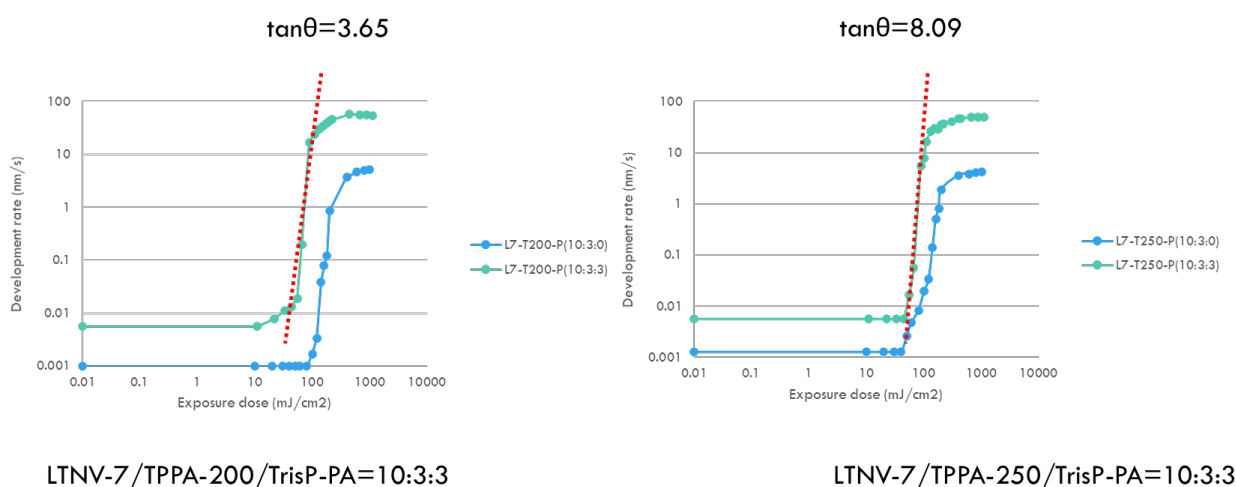 tanθ=3.65
tanθ=8.09
Development rate (nm/s)
100
10
1
0.1
0.01
0.001
0.01
0.1
1
10
100
1000
10000
Exposure dose (mJ/cm2)
L7-T200-P(10:3:0)
L7-T200-P(10:3:3)
Development rate (nm/s)
100
10
1
0.1
0.01
0.001
0.01
0.1
1
10
100
1000
10000
Exposure dose (mJ/cm2)
L7-T250-P(10:3:0)
L7-T250-P(10:3:3)
LTNV-7/TPPA-200/TrisP-PA=10:3:3
LTNV-7/TPPA-250/TrisP-PA=10:3:3